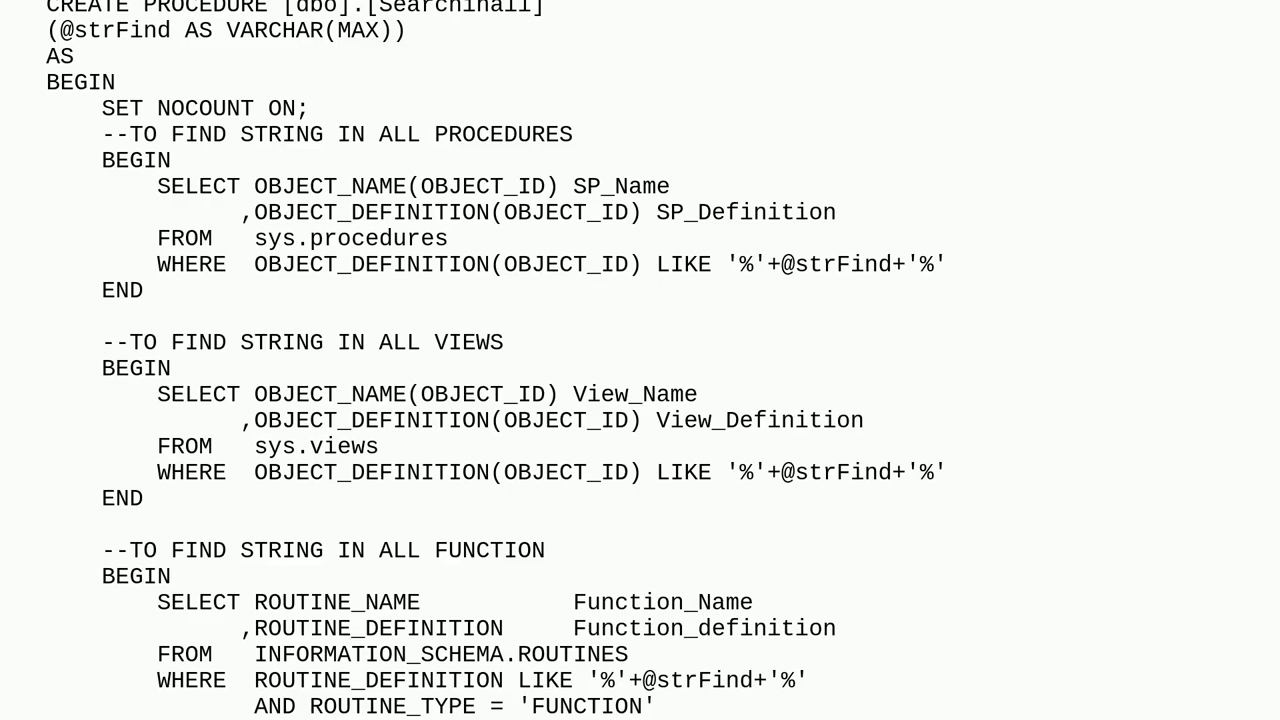 CREATE PROCEDURE [dbo].[Searchinall]
(@strFind AS VARCHAR(MAX))
AS
BEGIN
    SET NOCOUNT ON;
    --TO FIND STRING IN ALL PROCEDURES
    BEGIN
        SELECT OBJECT_NAME(OBJECT_ID) SP_Name
              ,OBJECT_DEFINITION(OBJECT_ID) SP_Definition
        FROM   sys.procedures
        WHERE  OBJECT_DEFINITION(OBJECT_ID) LIKE '%'+@strFind+'%'
    END

    --TO FIND STRING IN ALL VIEWS
    BEGIN
        SELECT OBJECT_NAME(OBJECT_ID) View_Name
              ,OBJECT_DEFINITION(OBJECT_ID) View_Definition
        FROM   sys.views
        WHERE  OBJECT_DEFINITION(OBJECT_ID) LIKE '%'+@strFind+'%'
    END

    --TO FIND STRING IN ALL FUNCTION
    BEGIN
        SELECT ROUTINE_NAME           Function_Name
              ,ROUTINE_DEFINITION     Function_definition
        FROM   INFORMATION_SCHEMA.ROUTINES
        WHERE  ROUTINE_DEFINITION LIKE '%'+@strFind+'%'
               AND ROUTINE_TYPE = 'FUNCTION'